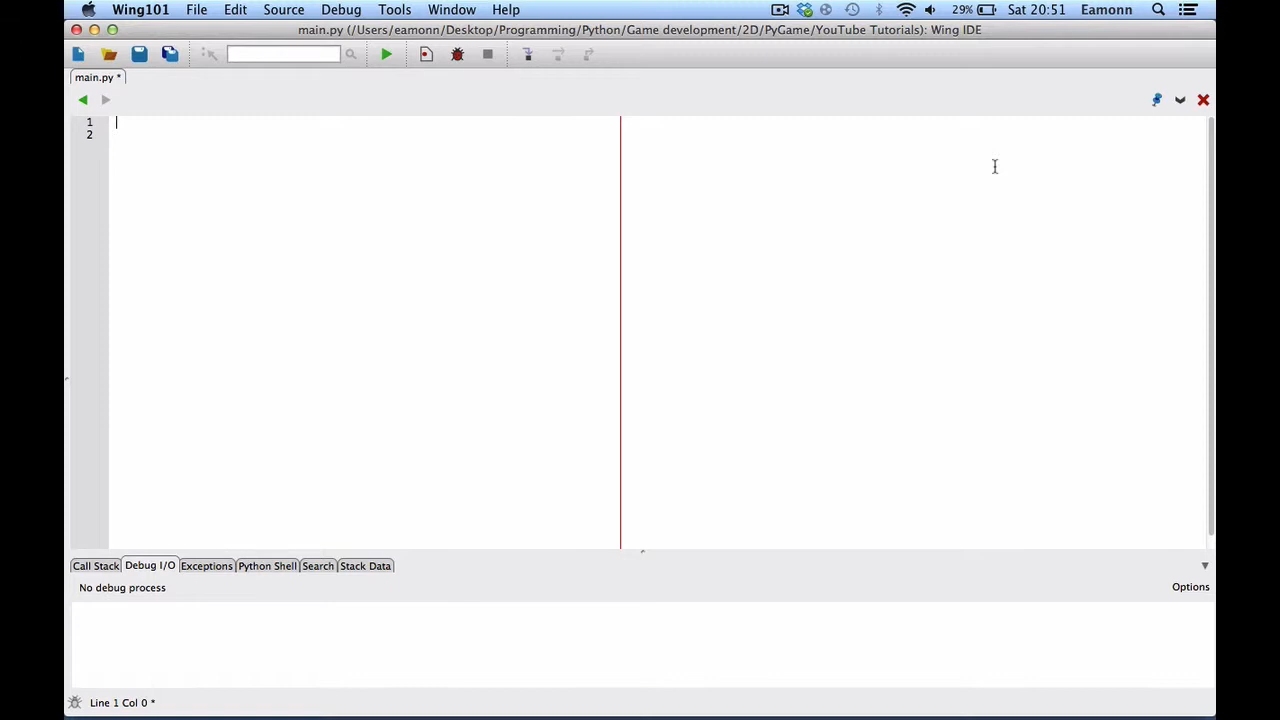 Wing101 File Edit Source Debug Tools Window Help 29% Sat 20:51 Eamonn
main.py (/Users/eamonn/Desktop/Programming/Python/Game development/2D/PyGame/YouTube Tutorials): Wing IDE
main.py *
1
2
Call Stack Debug I/O Exceptions Python Shell Search Stack Data
No debug process Options
Line 1 Col 0 *